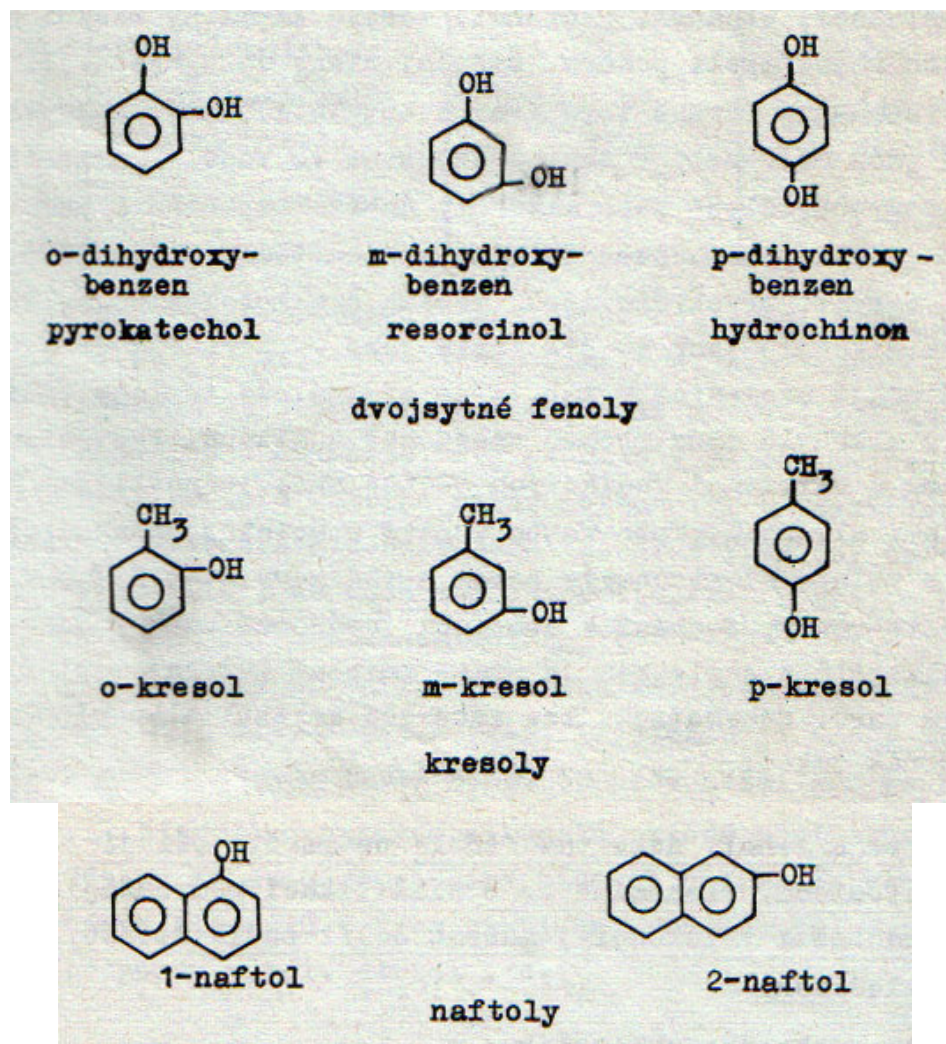 OH
OH
OH
OH
OH
OH
o-dihydroxy-
benzen
pyrokatechol
m-dihydroxy-
benzen
resorcinol
p-dihydroxy-
benzen
hydrochinon
dvojsytné fenoly
CH3
OH
CH3
OH
CH3
OH
o-kresol
m-kresol
p-kresol
kresoly
OH
OH
1-naftol
2-naftol
naftoly